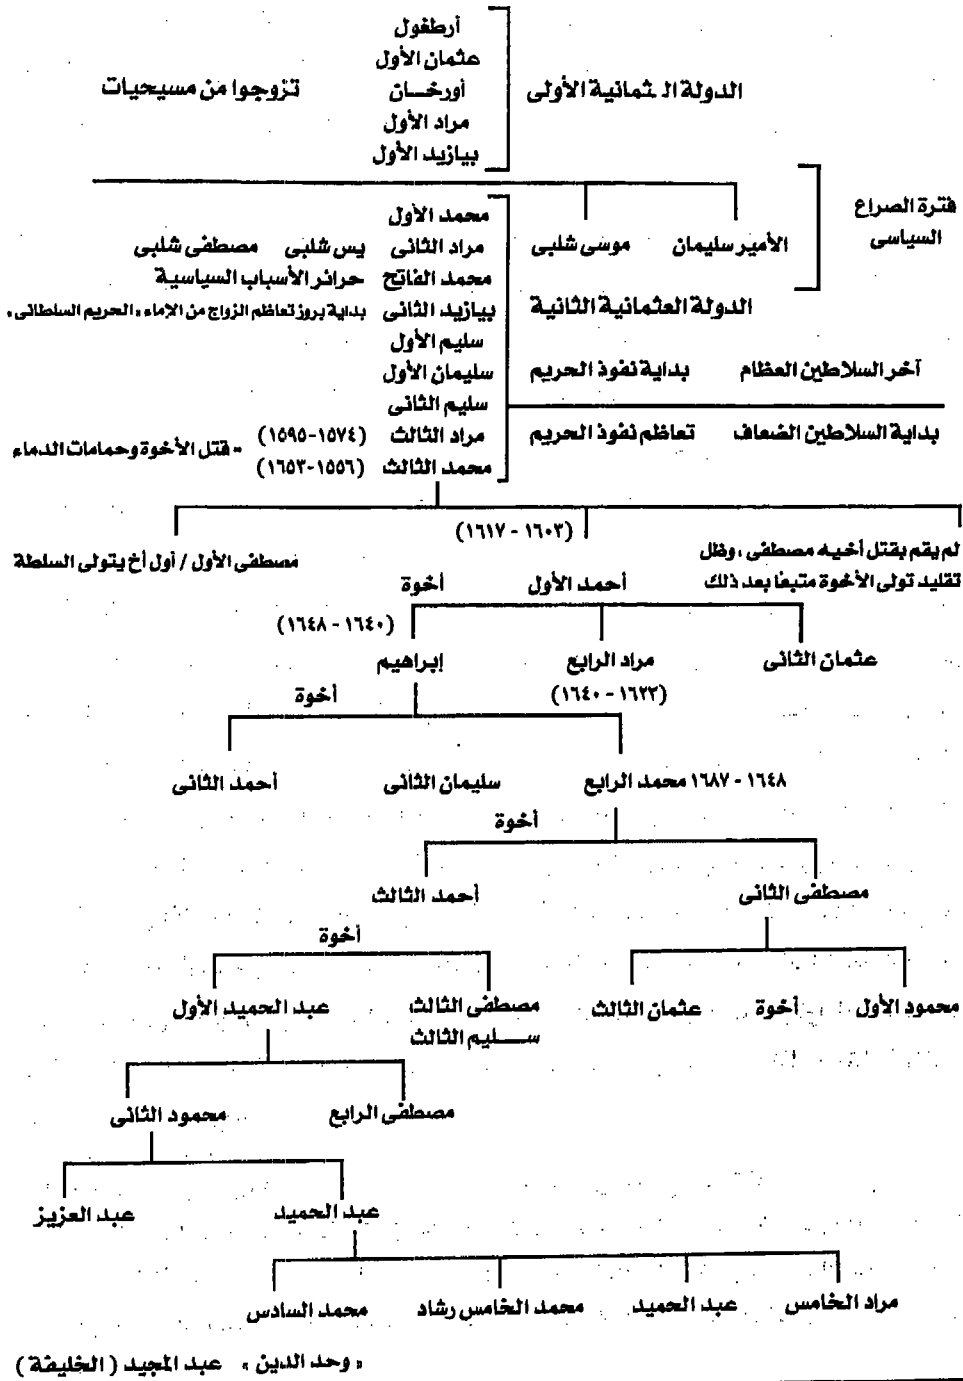 أرطغول
عثمان الأول
الدولة العثمانية الأولى أورخـــان تزوجوا من مسيحيات
مراد الأول
بيازيد الأول
فترة الصراع السياسى
محمد الأول
الأمير سليمان موسى شلبى مراد الثانى يس شلبى مصطفى شلبى
محمد الفاتح حرائر الأسباب السياسية
الدولة العثمانية الثانية بيازيد الثانى بداية بروز تعاظم الزواج من الإماء «الحريم السلطانى»
سليم الأول
آخر السلاطين العظام بداية نفوذ الحريم سليمان الأول
سليم الثانى
بداية السلاطين الضعاف تعاظم نفوذ الحريم مراد الثالث (١٥٧٤-١٥٩٥) - قتل الأخوة وحمامات الدماء
محمد الثالث (١٥٥٦-١٦٥٣)
(١٦٠٣ - ١٦١٧)
لم يقم بقتل أخيه مصطفى ، وظل مصطفى الأول / أول أخ يتولى السلطة
تقليد تولى الأخوة متبعًا بعد ذلك أحمد الأول أخوة
(١٦٤٠ - ١٦٤٨)
عثمان الثانى مراد الرابع إبراهيم
(١٦٢٣ - ١٦٤٠) أخوة
١٦٤٨ - ١٦٨٧ محمد الرابع سليمان الثانى أحمد الثانى
أخوة
مصطفى الثانى أحمد الثالث
أخوة
محمود الأول أخوة عثمان الثالث مصطفى الثالث عبد الحميد الأول
ســـليم الثالث
مصطفى الرابع محمود الثانى
عبد الحميد عبد العزيز
مراد الخامس عبد الحميد محمد الخامس رشاد محمد السادس
« وحد الدين » عبد المجيد (الخليفة)